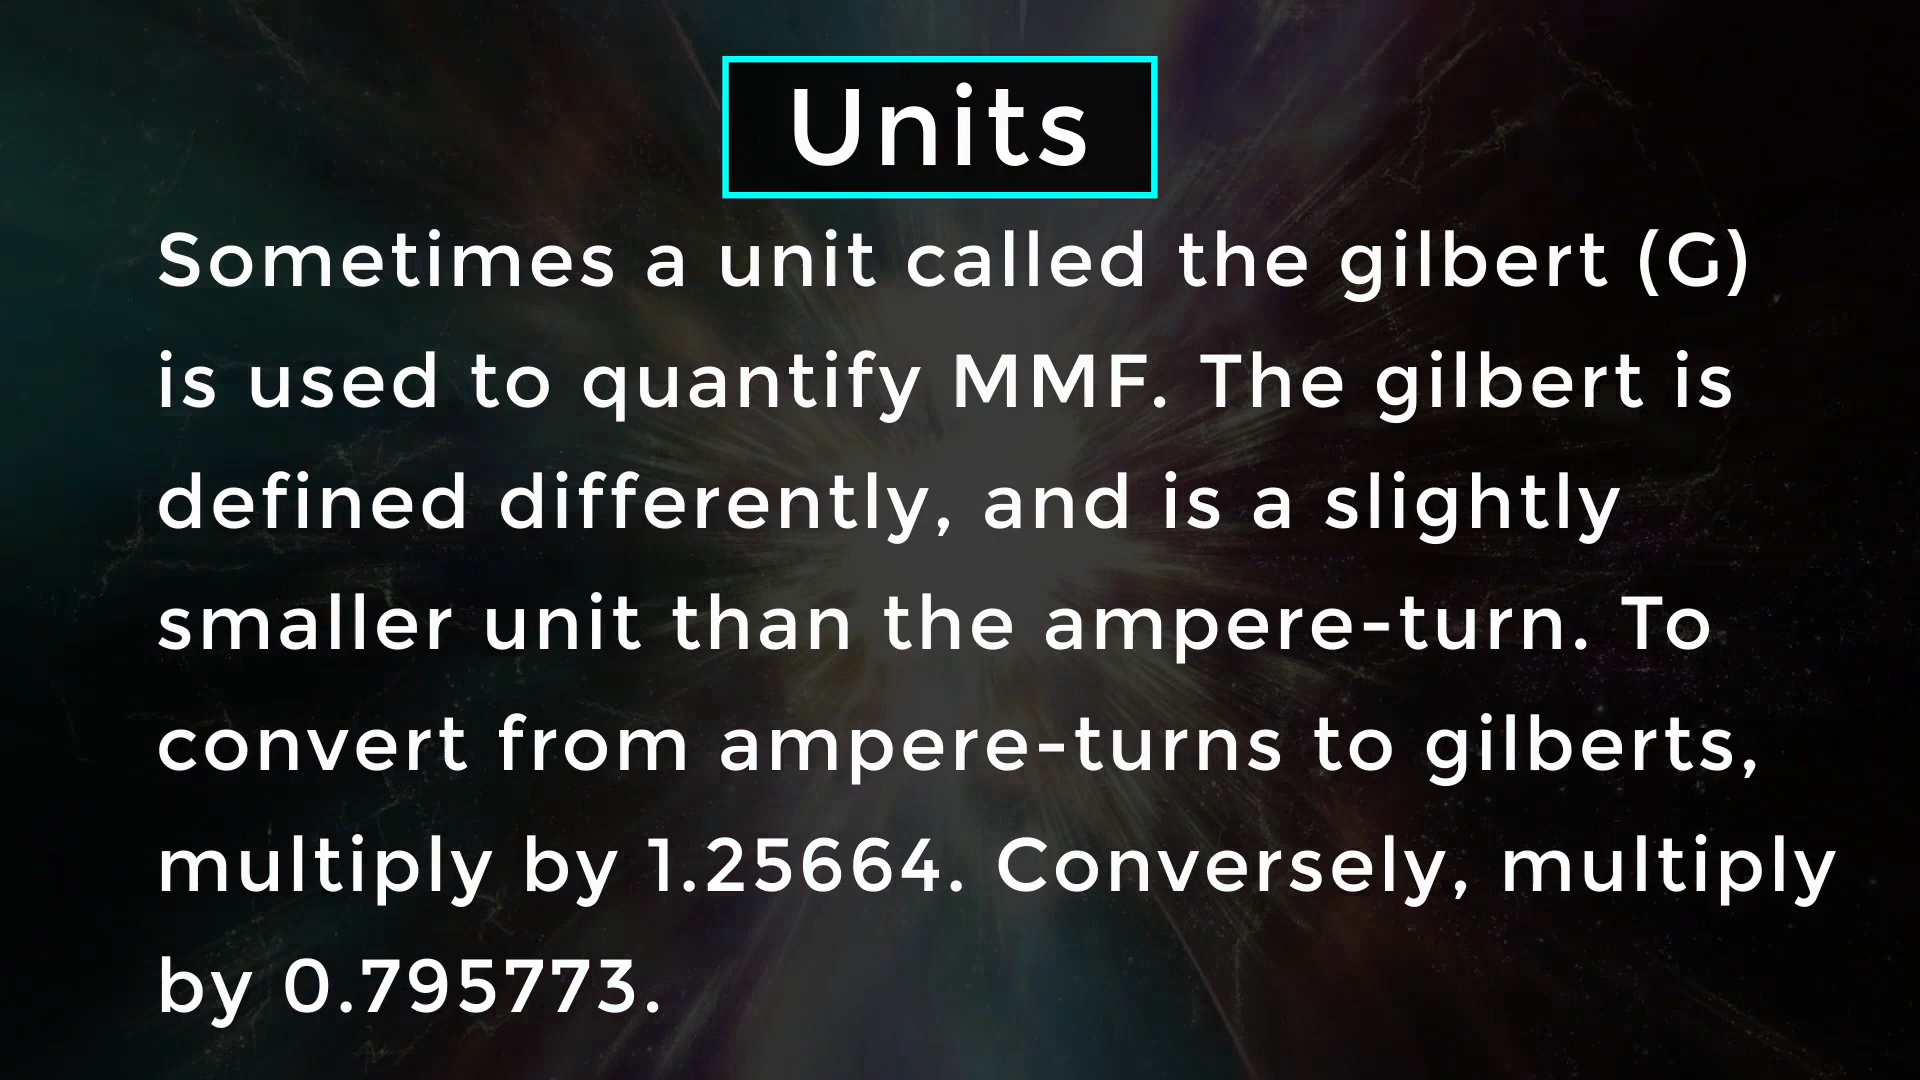 Units
Sometimes a unit called the gilbert (G)
is used to quantify MMF. The gilbert is
defined differently, and is a slightly
smaller unit than the ampere-turn. To
convert from ampere-turns to gilberts,
multiply by 1.25664. Conversely, multiply
by 0.795773.